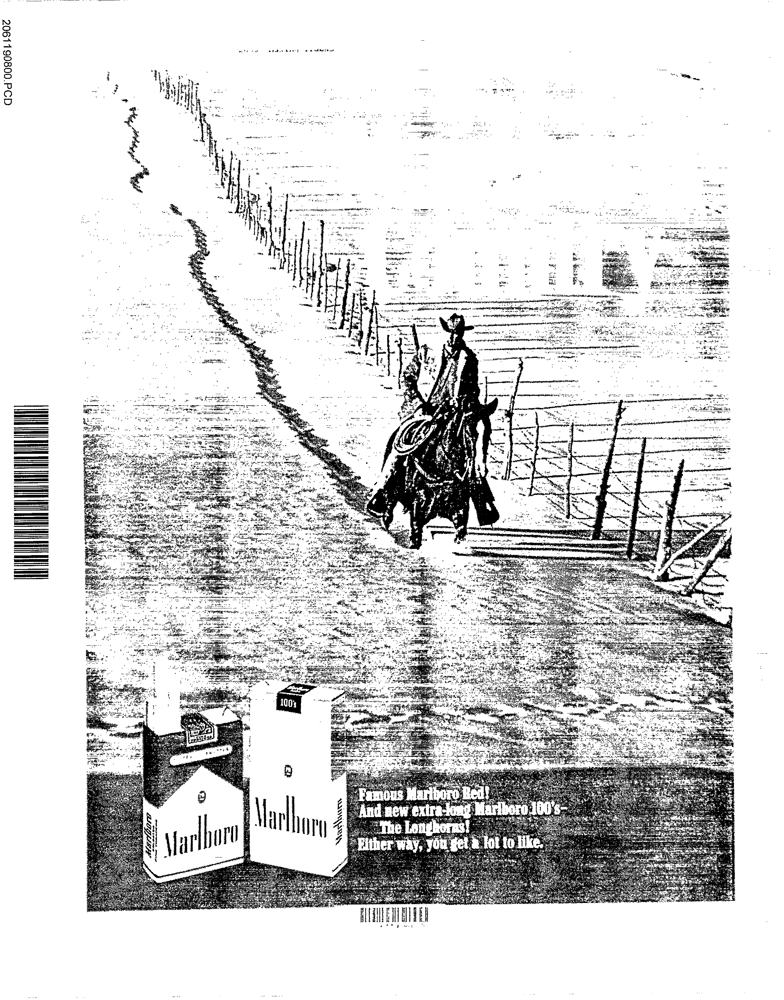 2061190800.PCD
100's
Marlboro
Marlboro
Marlboro
Marlboro
Famous Marlboro Red!
And new extra-long Marlboro 100's–
The Longhorns!
Either way, you get a lot to like.